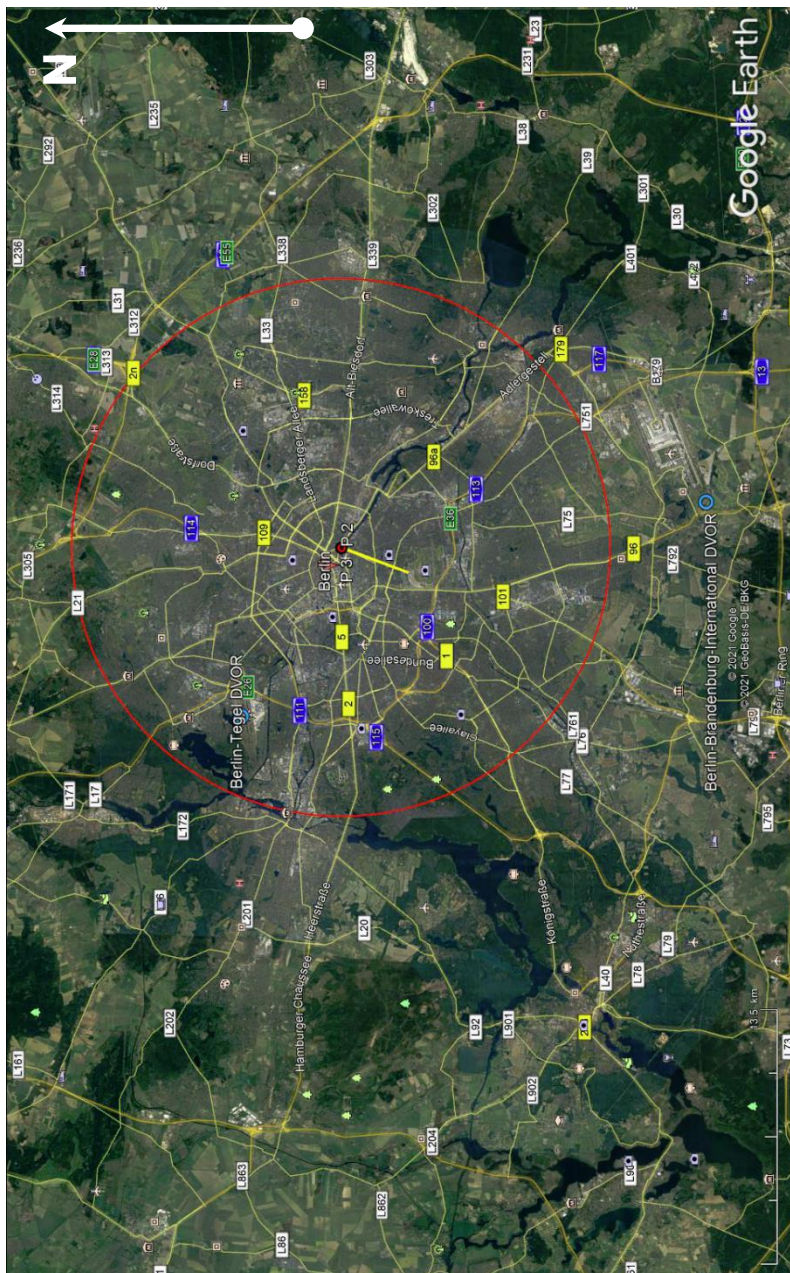 N
L303
L23
L231
L235
L292
L38
L39
Google Earth
L302
L301
L30
L236
E55
L338
L339
L401
L31
L312
L33
E28
L313
2n
179
117
13
L314
158
Alt-Biesdorf
Treskowallee
Adlergestell
L751
Dorfstraße
Landsberger Allee
96a
113
114
109
E36
L75
L305
P 2
Berlin
P 3
96
L792
Berlin-Brandenburg-International DVOR
L21
101
5
100
1
Bundesallee
© 2021 Google
© 2021 GeoBasis-DE/BKG
Berliner Ring
E26
Berlin-Tegel DVOR
111
2
115
Clayallee
L761
L76
L77
L171
L17
L172
L795
L201
Heerstraße
L20
Königstraße
Nuthestraße
L79
L78
L40
Hamburger Chaussee
L202
L92
L901
3.5 km
L73
L161
L902
L204
L863
L862
L86